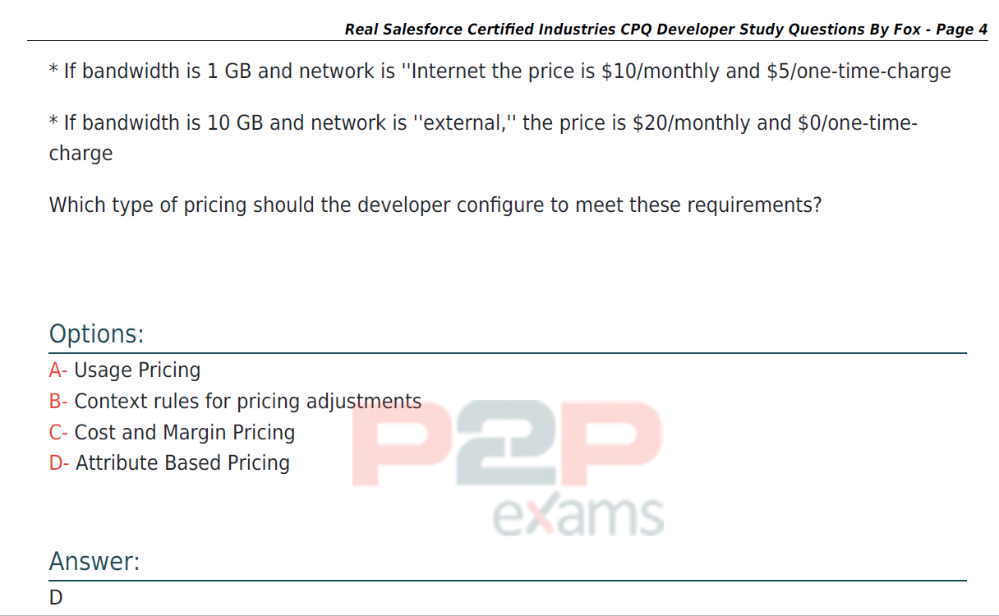 Real Salesforce Certified Industries CPQ Developer Study Questions By Fox - Page 4
* If bandwidth is 1 GB and network is ''Internet the price is $10/monthly and $5/one-time-charge
* If bandwidth is 10 GB and network is ''external,'' the price is $20/monthly and $0/one-time-
charge
Which type of pricing should the developer configure to meet these requirements?
Options:
A- Usage Pricing
B- Context rules for pricing adjustments
C- Cost and Margin Pricing
D- Attribute Based Pricing
P2P
exams
Answer:
D